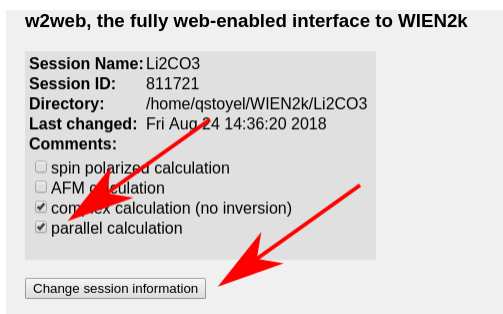 w2web, the fully web-enabled interface to WIEN2k
Session Name: Li2CO3
Session ID: 811721
Directory: /home/qstoyel/WIEN2k/Li2CO3
Last changed: Fri Aug 24 14:36:20 2018
Comments:
spin polarized calculation
AFM calculation
complex calculation (no inversion)
parallel calculation
Change session information